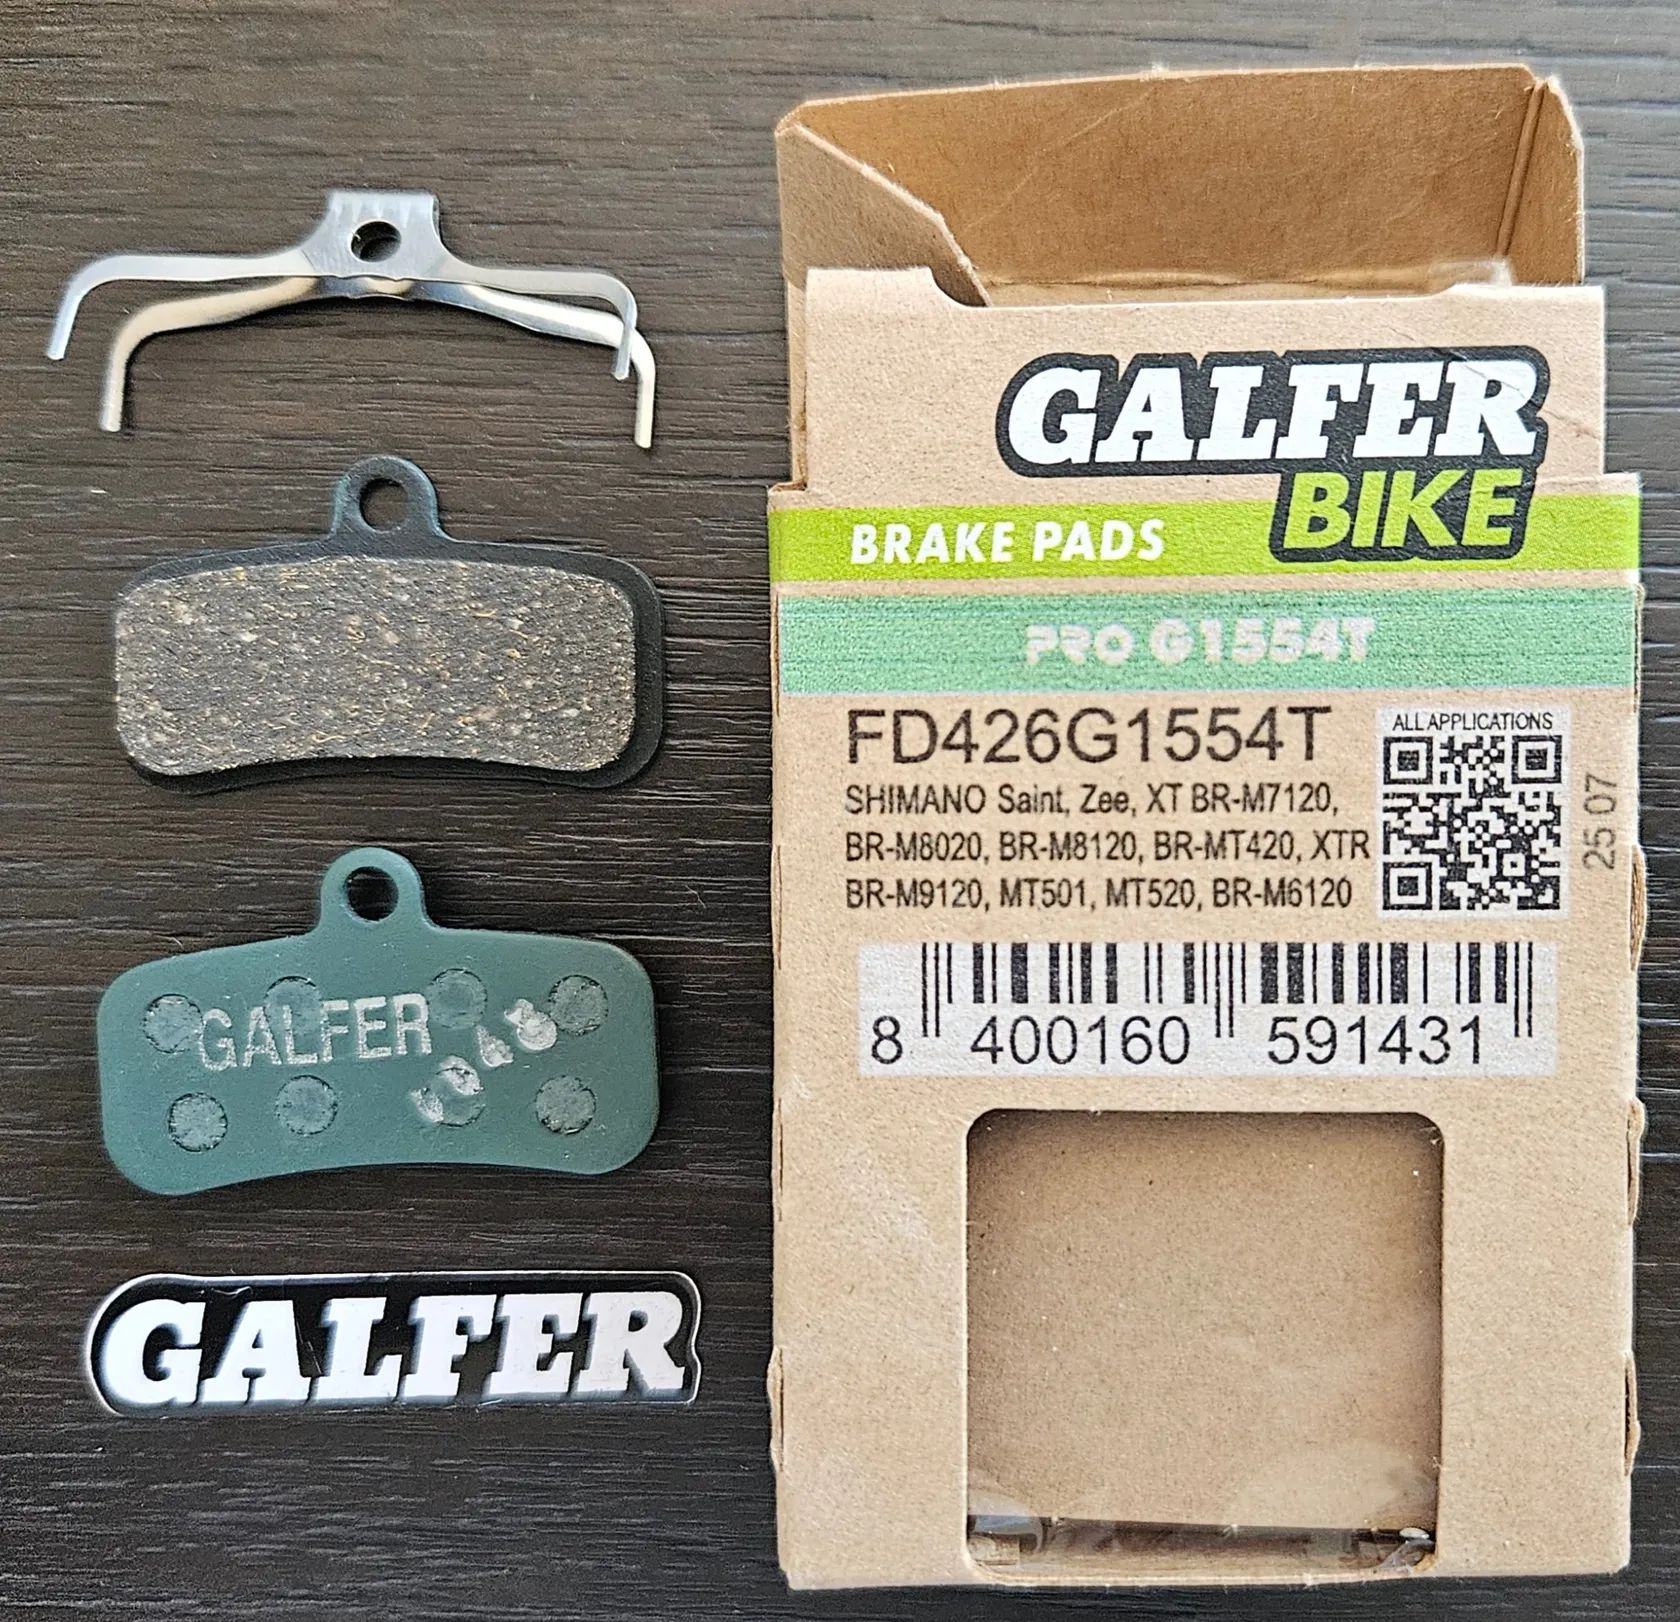 GALFER
BIKE
BRAKE PADS
PRO G1554T
FD426G1554T
ALL APPLICATIONS
SHIMANO Saint, Zee, XT BR-M7120,
BR-M8020, BR-M8120, BR-MT420, XTR
BR-M9120, MT501, MT520, BR-M6120
25 07
8 400160 591431
GALFER
GALFER